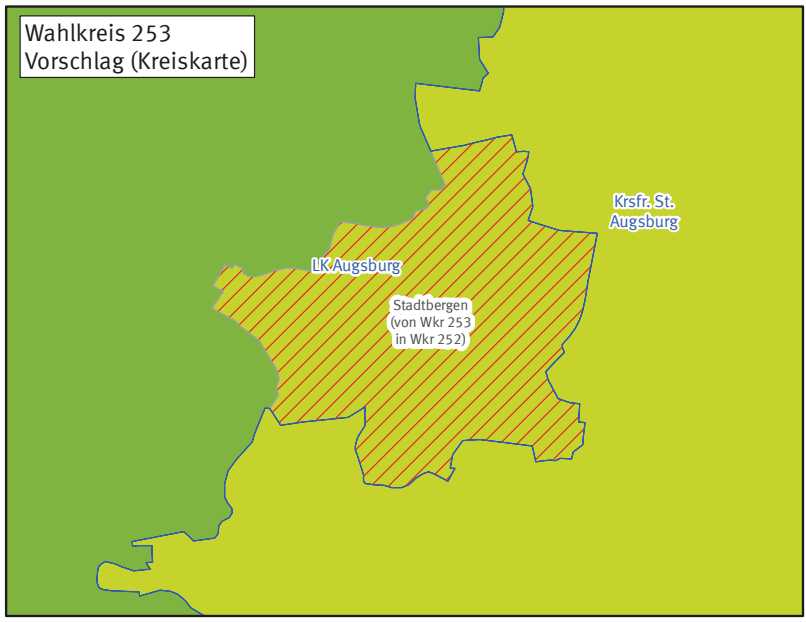 Wahlkreis 253
Vorschlag (Kreiskarte)
Krsfr. St.
Augsburg
LK Augsburg
Stadtbergen
(von Wkr 253
in Wkr 252)